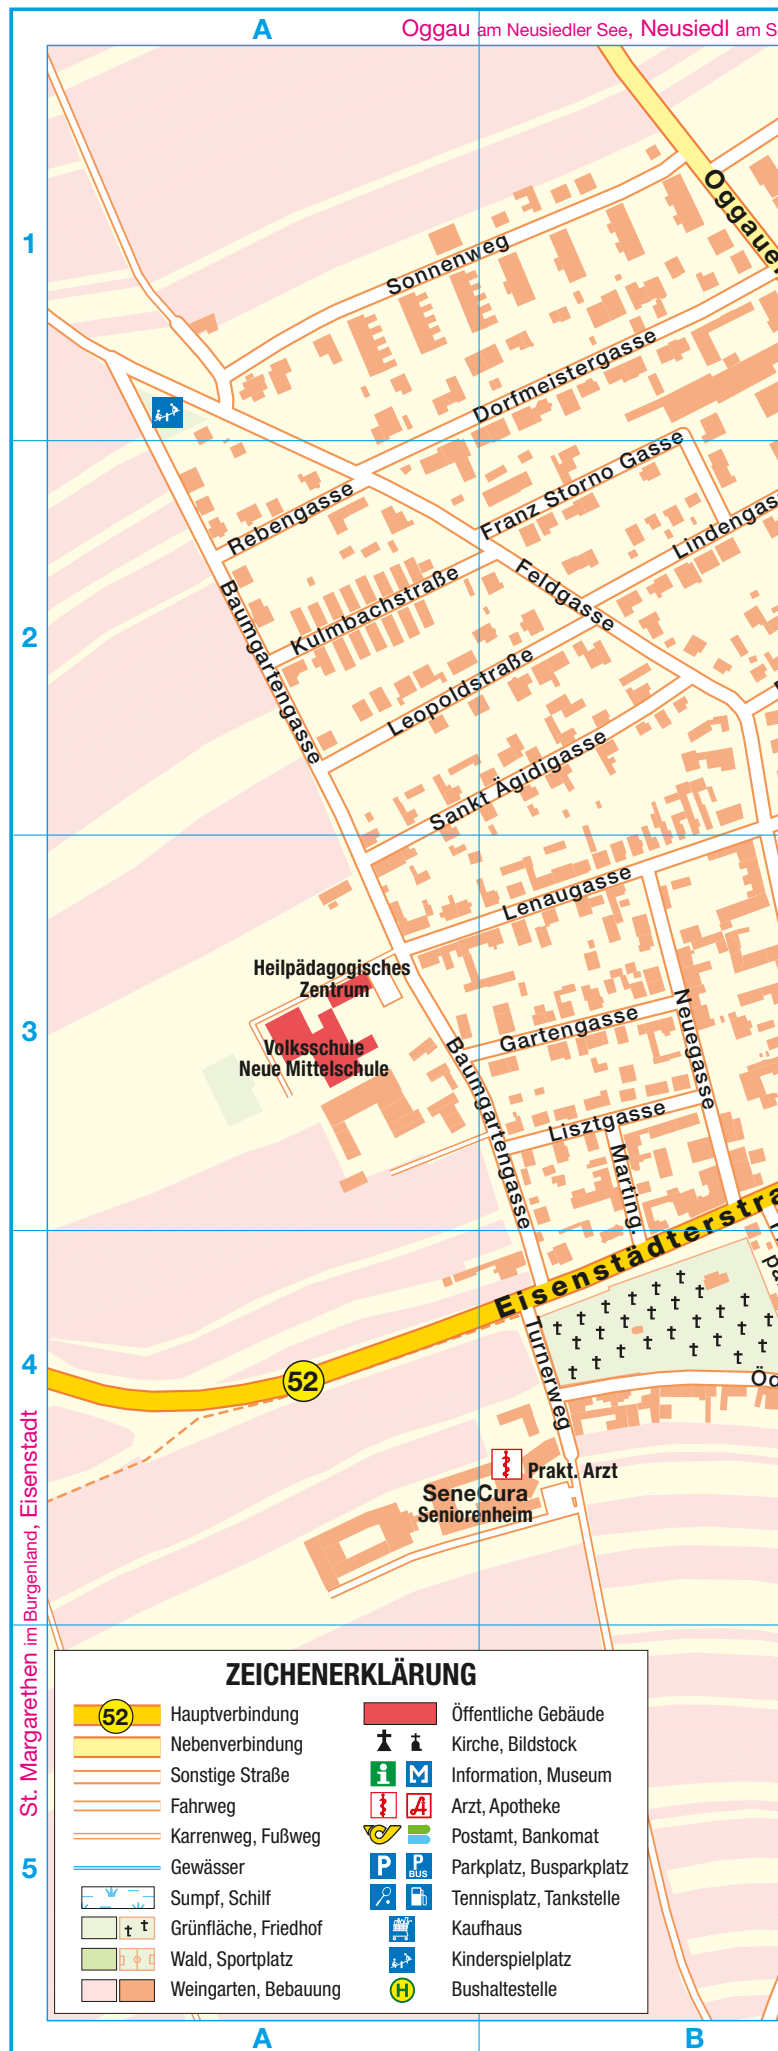 A
Oggau am Neusiedler See, Neusiedl am S
1
Oggauer
Sonnenweg
Dorfmeistergasse
Franz Storno Gasse
Rebengasse
Lindengas
Feldgasse
Kulmbachstraße
Baumgartengasse
2
Leopoldstraße
Sankt Ägidigasse
Lenaugasse
Heilpädagogisches
Zentrum
Neuegasse
3
Gartengasse
Volksschule
Neue Mittelschule
Baumgartengasse
Lisztgasse
Marting.
Eisenstädterstra
4
52
Turnerweg
Öd
Prakt. Arzt
SeneCura
Seniorenheim
St. Margarethen im Burgenland, Eisenstadt
ZEICHENERKLÄRUNG
52 Hauptverbindung
Nebenverbindung
Sonstige Straße
Fahrweg
Karrenweg, Fußweg
Gewässer
Sumpf, Schilf
Grünfläche, Friedhof
Wald, Sportplatz
Weingarten, Bebauung
Öffentliche Gebäude
Kirche, Bildstock
i M Information, Museum
A Arzt, Apotheke
Postamt, Bankomat
P P BUS Parkplatz, Busparkplatz
Tennisplatz, Tankstelle
Kaufhaus
Kinderspielplatz
H Bushaltestelle
5
A
B